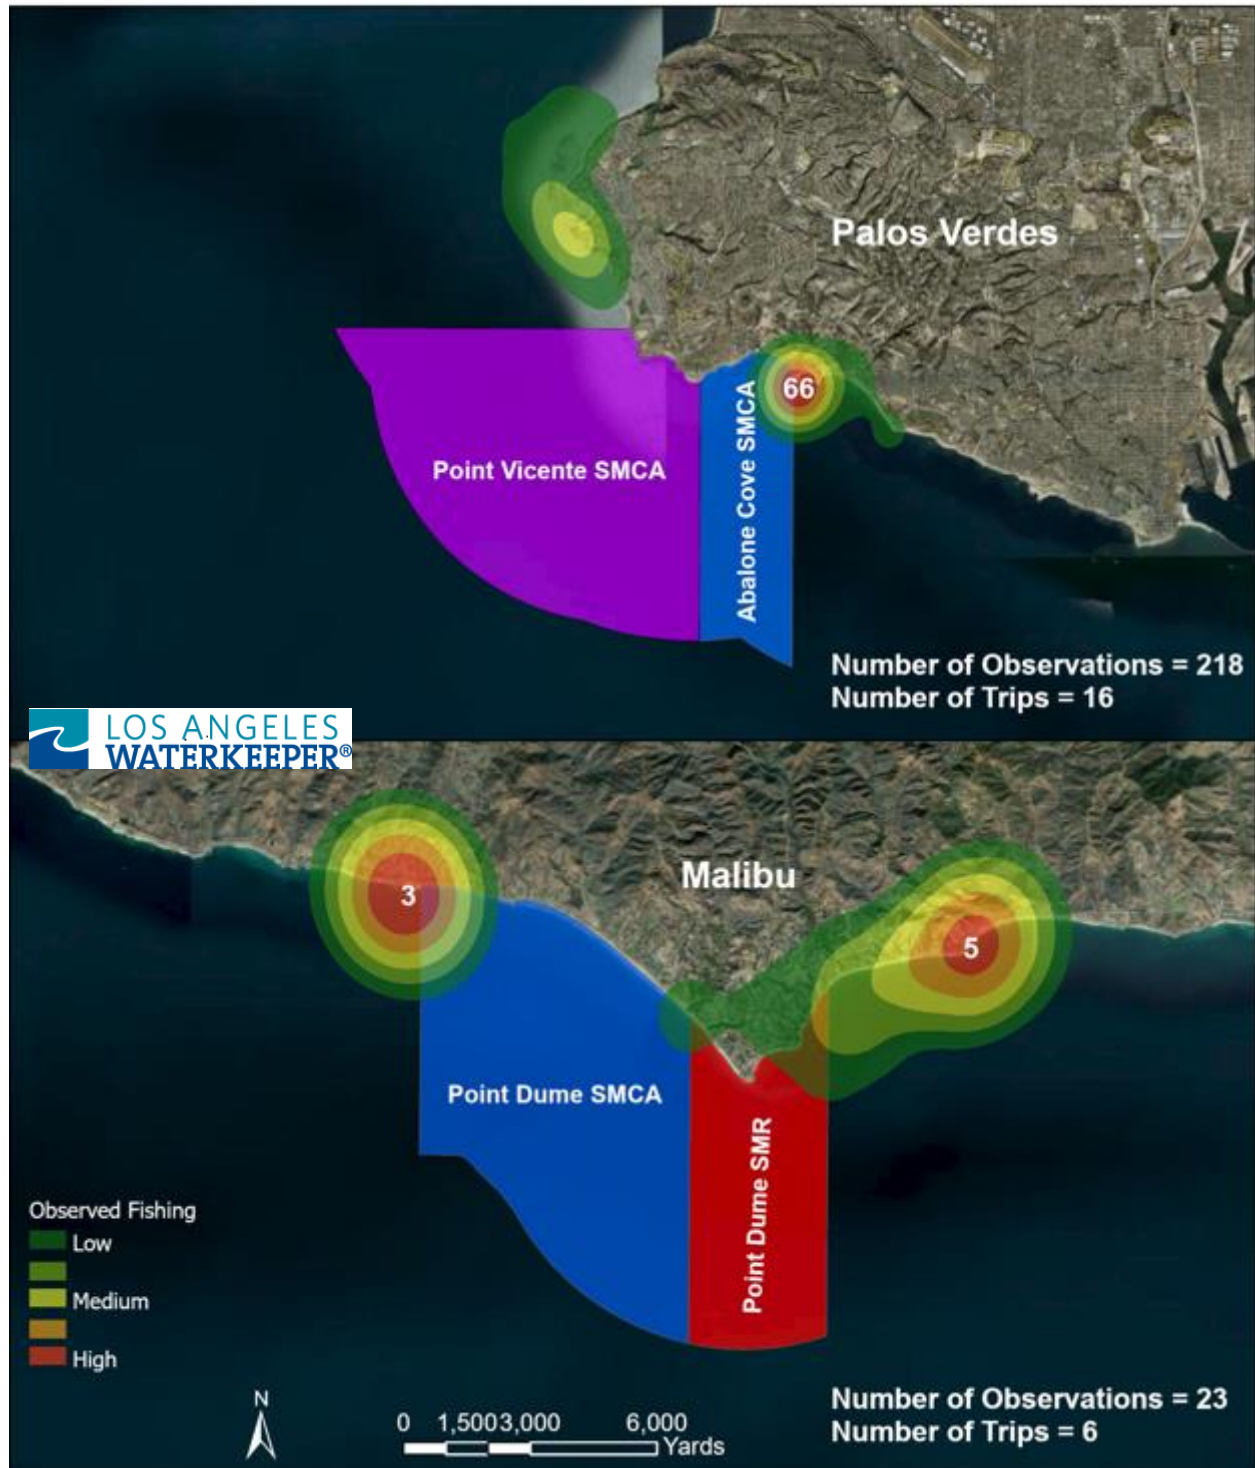 Palos Verdes
66
Point Vicente SMCA
Abalone Cove SMCA
Number of Observations = 218
Number of Trips = 16
LOS ANGELES
WATERKEEPER®
Malibu
3
5
Point Dume SMCA
Point Dume SMR
Observed Fishing
Low
Medium
High
N
0 1,500 3,000 6,000
Yards
Number of Observations = 23
Number of Trips = 6